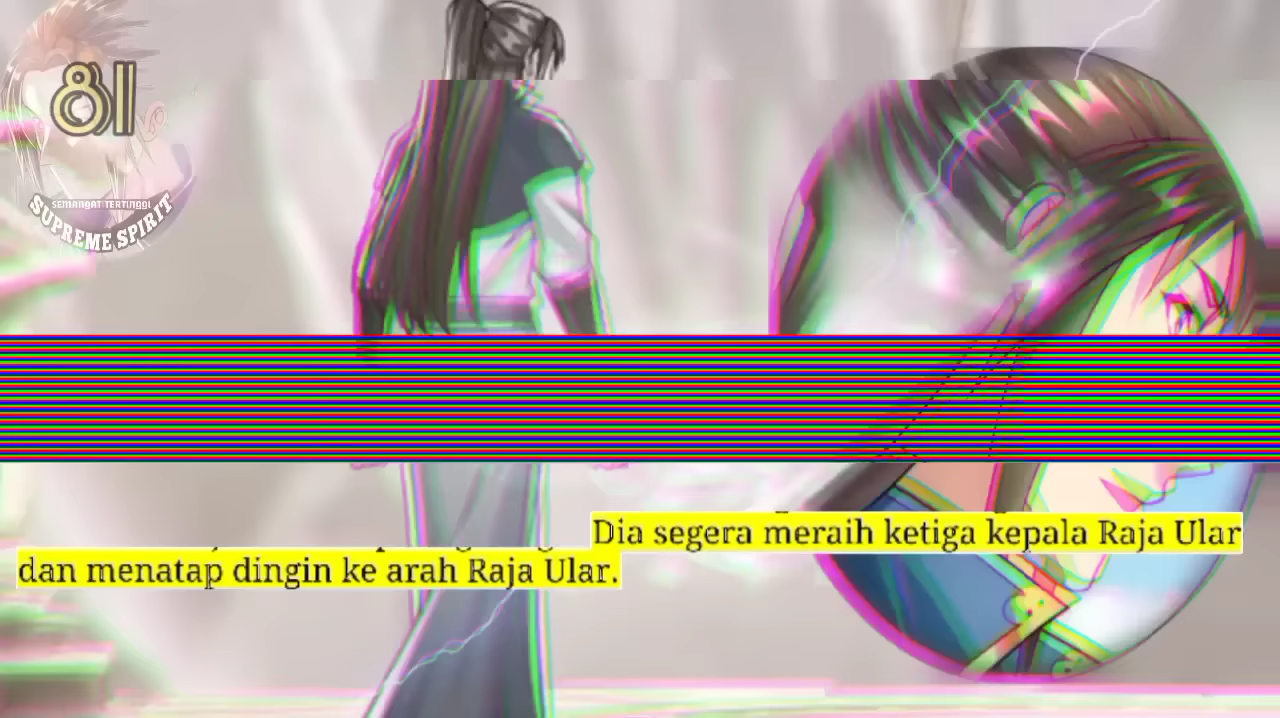 81
SEMANGAT TERTINGGI
SUPREME SPIRIT
Dia segera meraih ketiga kepala Raja Ular
dan menatap dingin ke arah Raja Ular.